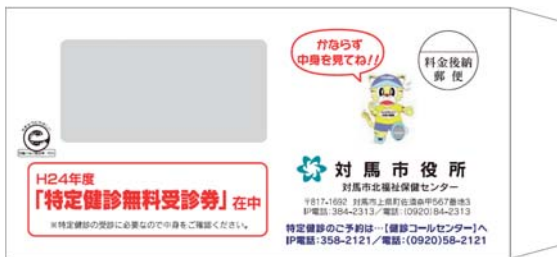 かならず
中身を見てね!!
料金後納
郵便
H24年度
「特定健診無料受診券」在中
※特定健診の受診に必要なので中身をご確認ください。
対馬市役所
対馬市北福祉保健センター
〒817-1692 対馬市上県町佐須奈甲567番地3
IP電話:384-2313/電話:(0920)84-2313
特定健診のご予約は…【健診コールセンター】へ
IP電話:358-2121/電話:(0920)58-2121